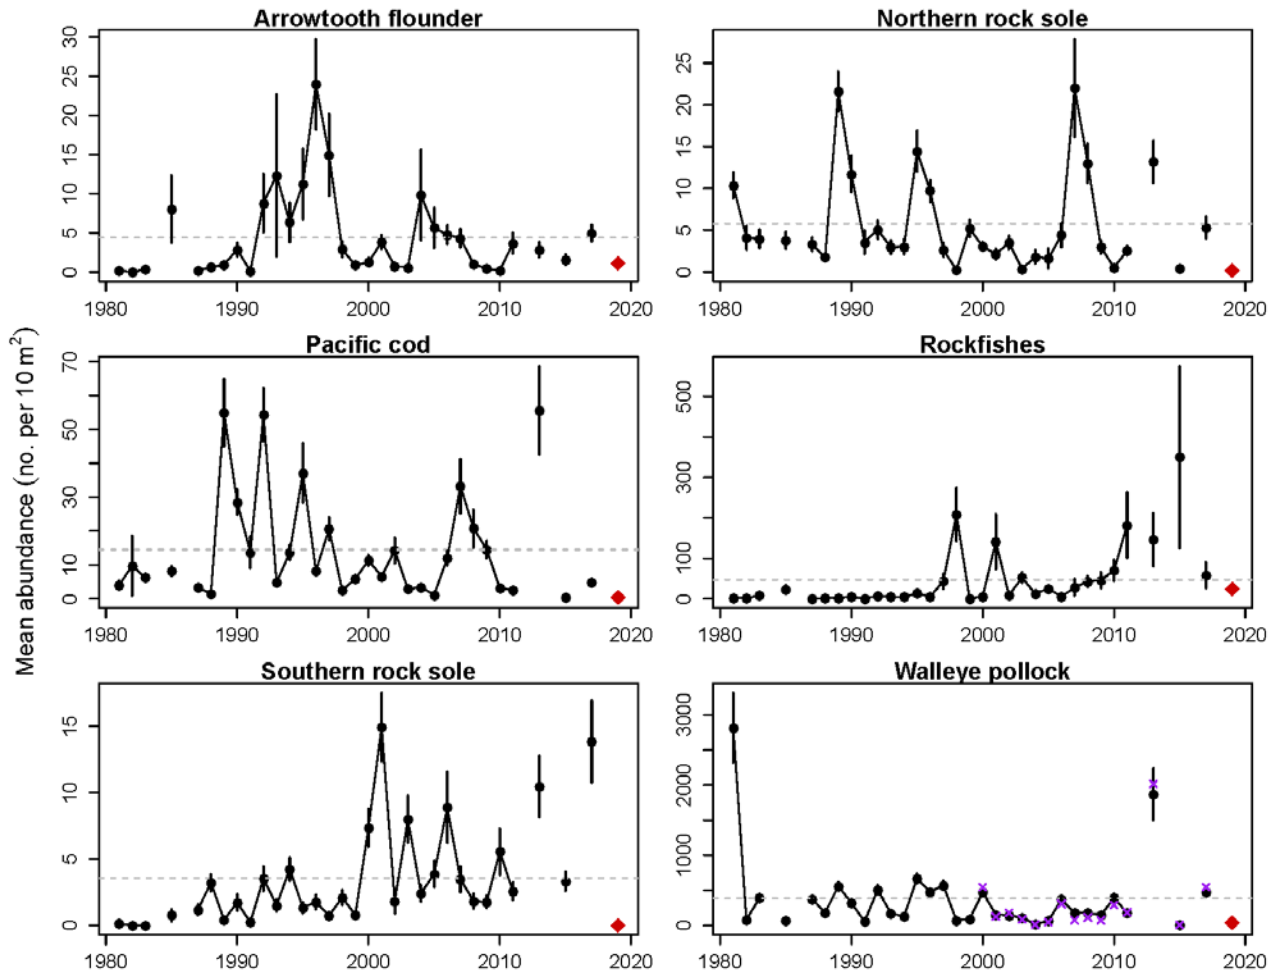 Arrowtooth flounder
Northern rock sole
30
25
20
15
10
5
0
1980 1990 2000 2010 2020
25
20
15
10
5
0
1980 1990 2000 2010 2020
Mean abundance (no. per 10 m²)
Pacific cod
Rockfishes
70
50
30
10
0
1980 1990 2000 2010 2020
500
300
100
0
1980 1990 2000 2010 2020
Southern rock sole
Walleye pollock
15
10
5
0
1980 1990 2000 2010 2020
3000
2000
1000
0
1980 1990 2000 2010 2020